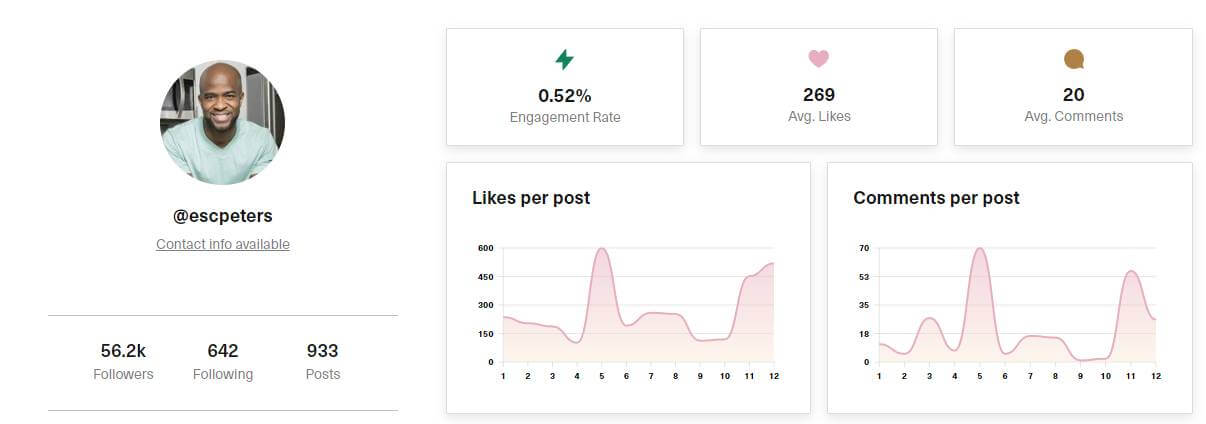 @escpeters
Contact info available
56.2k 642 933
Followers Following Posts
0.52%
Engagement Rate
269
Avg. Likes
20
Avg. Comments
Likes per post
600
450
300
150
0
1 2 3 4 5 6 7 8 9 10 11 12
Comments per post
70
53
35
18
0
1 2 3 4 5 6 7 8 9 10 11 12